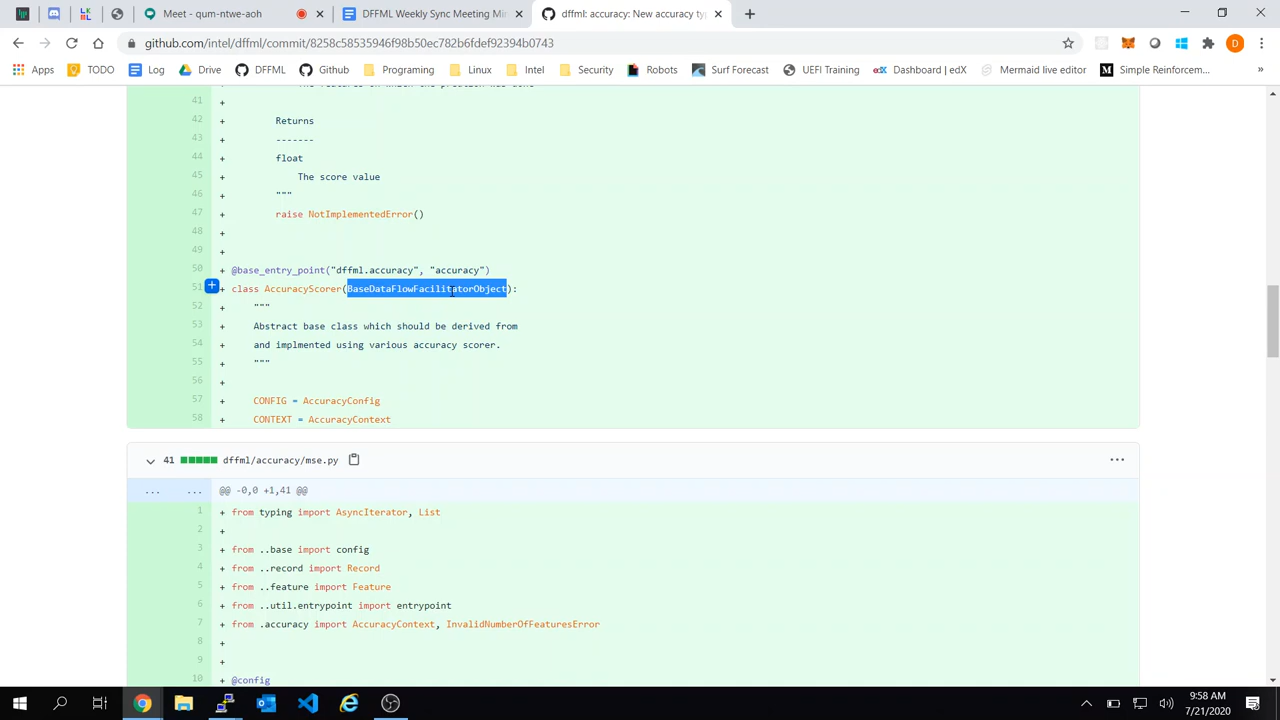 Meet - qum-ntwe-aoh
DFFML Weekly Sync Meeting Min
dffml: accuracy: New accuracy typ
github.com/intel/dffml/commit/8258c58535946f98b50ec782b6fdef92394b0743
D
Apps TODO Log Drive DFFML Github Programing Linux Intel Security Robots Surf Forecast UEFI Training edX Dashboard | edX Mermaid live editor M Simple Reinforcem... »
41 +
42 + Returns
43 + -------
44 + float
45 + The score value
46 + """
47 + raise NotImplementedError()
48 +
49 +
50 + @base_entry_point("dffml.accuracy", "accuracy")
51 + class AccuracyScorer(BaseDataFlowFacilitatorObject):
52 + """
53 + Abstract base class which should be derived from
54 + and implmented using various accuracy scorer.
55 + """
56 +
57 + CONFIG = AccuracyConfig
58 + CONTEXT = AccuracyContext
41 dffml/accuracy/mse.py ...
... ... @@ -0,0 +1,41 @@
1 + from typing import AsyncIterator, List
2 +
3 + from ..base import config
4 + from ..record import Record
5 + from ..feature import Feature
6 + from ..util.entrypoint import entrypoint
7 + from .accuracy import AccuracyContext, InvalidNumberOfFeaturesError
8 +
9 +
10 + @config
9:58 AM
7/21/2020